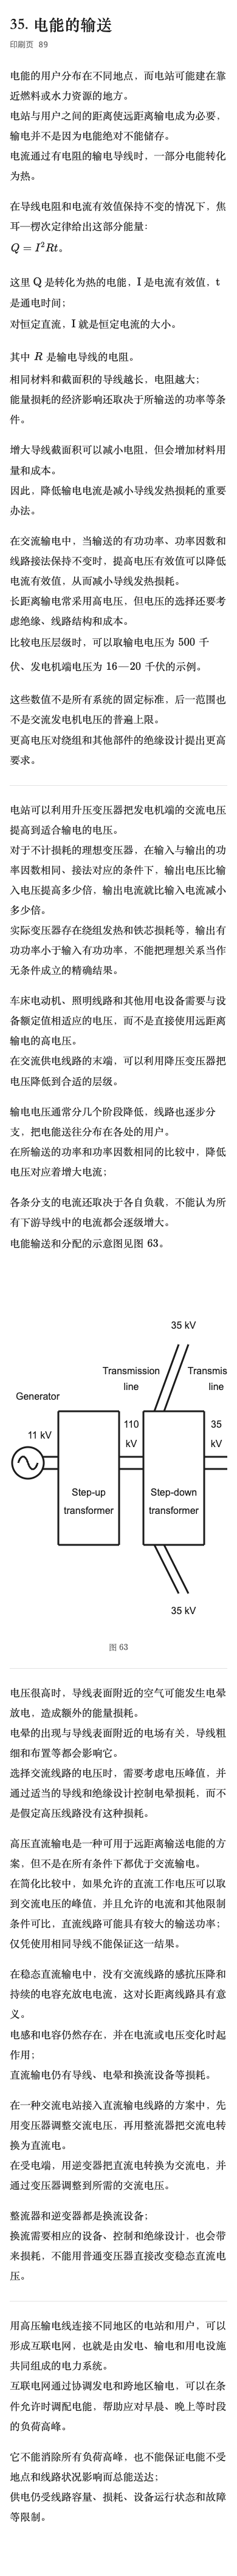 35. 电能的输送
印刷页 89
电能的用户分布在不同地点，而电站可能建在靠
近燃料或水力资源的地方。
电站与用户之间的距离使远距离输电成为必要，
输电并不是因为电能绝对不能储存。
电流通过有电阻的输电导线时，一部分电能转化
为热。
在导线电阻和电流有效值保持不变的情况下，焦
耳—楞次定律给出这部分能量：
Q = I²Rt。
这里 Q 是转化为热的电能，I 是电流有效值，t
是通电时间；
对恒定直流，I 就是恒定电流的大小。
其中 R 是输电导线的电阻。
相同材料和截面积的导线越长，电阻越大；
能量损耗的经济影响还取决于所输送的功率等条
件。
增大导线截面积可以减小电阻，但会增加材料用
量和成本。
因此，降低输电电流是减小导线发热损耗的重要
办法。
在交流输电中，当输送的有功功率、功率因数和
线路接法保持不变时，提高电压有效值可以降低
电流有效值，从而减小导线发热损耗。
长距离输电常采用高电压，但电压的选择还要考
虑绝缘、线路结构和成本。
比较电压层级时，可以取输电电压为 500 千
伏、发电机端电压为 16—20 千伏的示例。
这些数值不是所有系统的固定标准，后一范围也
不是交流发电机电压的普遍上限。
更高电压对绕组和其他部件的绝缘设计提出更高
要求。
电站可以利用升压变压器把发电机端的交流电压
提高到适合输电的电压。
对于不计损耗的理想变压器，在输入与输出的功
率因数相同、接法对应的条件下，输出电压比输
入电压提高多少倍，输出电流就比输入电流减小
多少倍。
实际变压器存在绕组发热和铁芯损耗等，输出有
功功率小于输入有功功率，不能把理想关系当作
无条件成立的精确结果。
车床电动机、照明线路和其他用电设备需要与设
备额定值相适应的电压，而不是直接使用远距离
输电的高电压。
在交流供电线路的末端，可以利用降压变压器把
电压降低到合适的层级。
输电电压通常分几个阶段降低，线路也逐步分
支，把电能送往分布在各处的用户。
在所输送的功率和功率因数相同的比较中，降低
电压对应着增大电流；
各条分支的电流还取决于各自负载，不能认为所
有下游导线中的电流都会逐级增大。
电能输送和分配的示意图见图 63。
35 kV
Transmission
line
Transmis
line
Generator
11 kV
110
kV
35
kV
Step-up
transformer
Step-down
transformer
35 kV
图 63
电压很高时，导线表面附近的空气可能发生电晕
放电，造成额外的能量损耗。
电晕的出现与导线表面附近的电场有关，导线粗
细和布置等都会影响它。
选择交流线路的电压时，需要考虑电压峰值，并
通过适当的导线和绝缘设计控制电晕损耗，而不
是假定高压线路没有这种损耗。
高压直流输电是一种可用于远距离输送电能的方
案，但不是在所有条件下都优于交流输电。
在简化比较中，如果允许的直流工作电压可以取
到交流电压的峰值，并且允许的电流和其他限制
条件可比，直流线路可能具有较大的输送功率；
仅凭使用相同导线不能保证这一结果。
在稳态直流输电中，没有交流线路的感抗压降和
持续的电容充放电电流，这对长距离线路具有意
义。
电感和电容仍然存在，并在电流或电压变化时起
作用；
直流输电仍有导线、电晕和换流设备等损耗。
在一种交流电站接入直流输电线路的方案中，先
用变压器调整交流电压，再用整流器把交流电转
换为直流电。
在受电端，用逆变器把直流电转换为交流电，并
通过变压器调整到所需的交流电压。
整流器和逆变器都是换流设备；
换流需要相应的设备、控制和绝缘设计，也会带
来损耗，不能用普通变压器直接改变稳态直流电
压。
用高压输电线连接不同地区的电站和用户，可以
形成互联电网，也就是由发电、输电和用电设施
共同组成的电力系统。
互联电网通过协调发电和跨地区输电，可以在条
件允许时调配电能，帮助应对早晨、晚上等时段
的负荷高峰。
它不能消除所有负荷高峰，也不能保证电能不受
地点和线路状况影响而总能送达；
供电仍受线路容量、损耗、设备运行状态和故障
等限制。